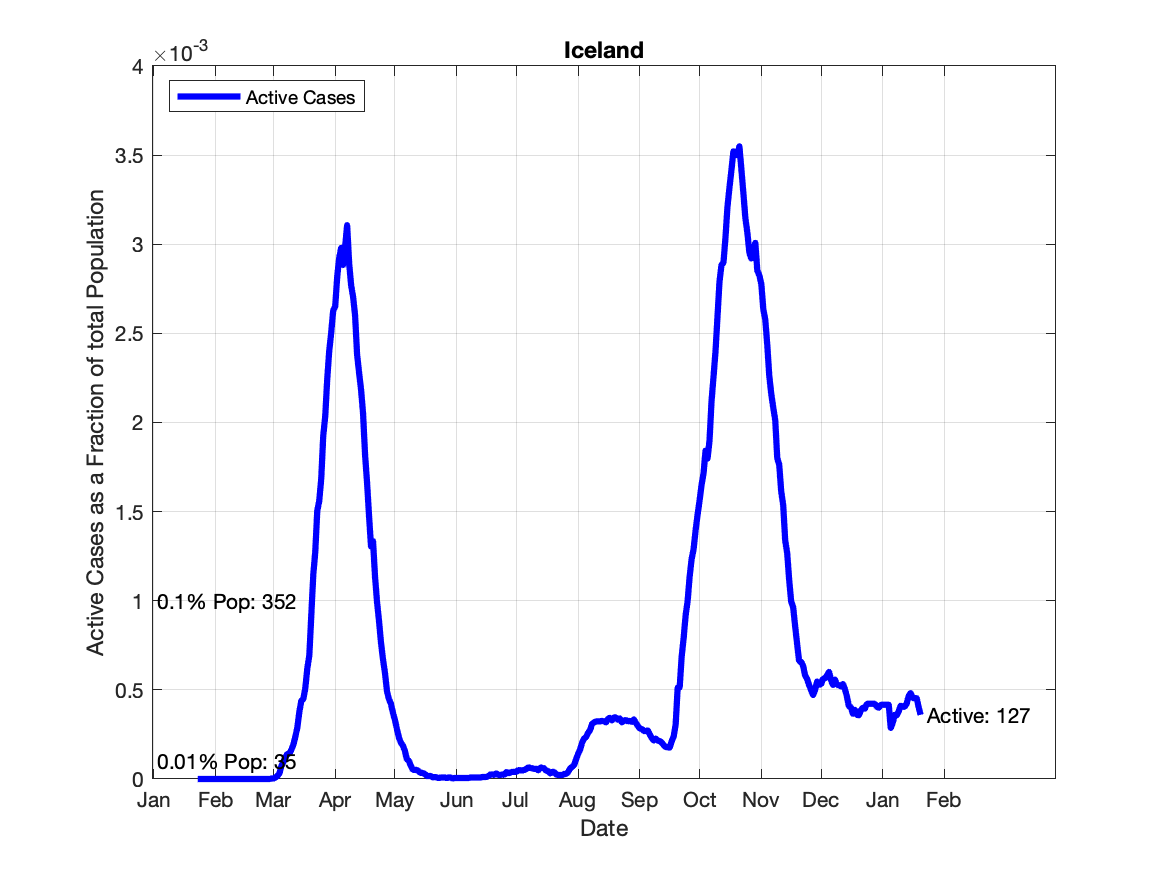 Iceland
×10-3
Active Cases
4
3.5
3
2.5
2
1.5
1
0.5
0
Active Cases as a Fraction of total Population
0.1% Pop: 352
0.01% Pop: 35
Active: 127
Jan Feb Mar Apr May Jun Jul Aug Sep Oct Nov Dec Jan Feb
Date